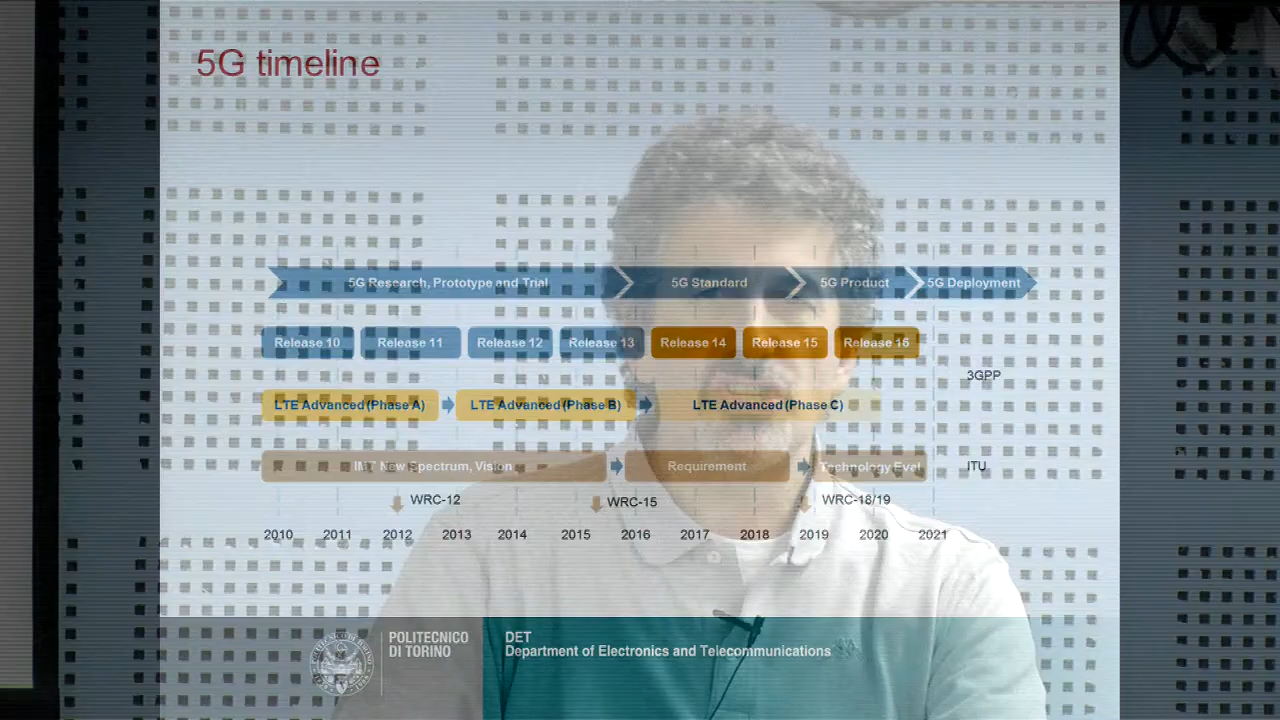 5G timeline
5G Research, Prototype and Trial 5G Standard 5G Product 5G Deployment
Release 10 Release 11 Release 12 Release 13 Release 14 Release 15 Release 16
3GPP
LTE Advanced (Phase A) LTE Advanced (Phase B) LTE Advanced (Phase C)
IMT New Spectrum, Vision Requirement Technology Eval ITU
WRC-12 WRC-15 WRC-18/19
2010 2011 2012 2013 2014 2015 2016 2017 2018 2019 2020 2021
POLITECNICO
DI TORINO
DET
Department of Electronics and Telecommunications